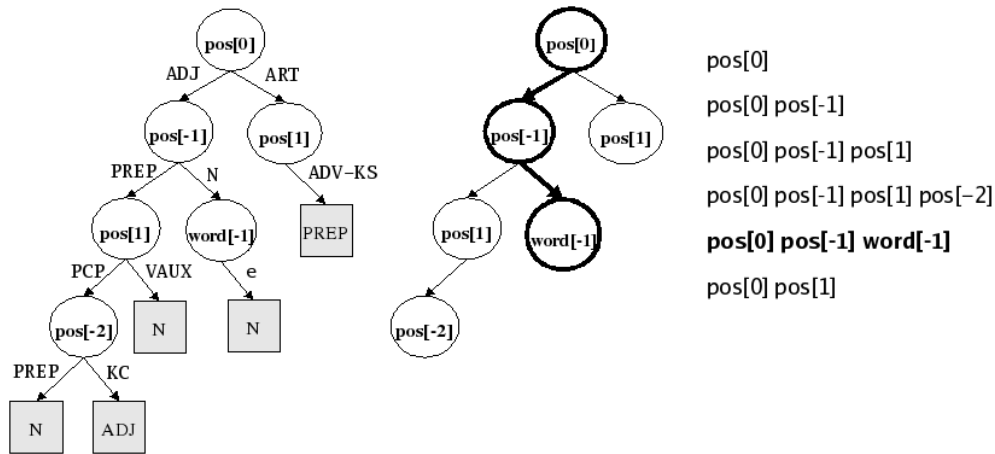 pos[0]
ADJ ART
pos[-1] pos[1]
PREP N ADV-KS
pos[1] word[-1] PREP
PCP VAUX e
pos[-2] N N
PREP KC
N ADJ
pos[0]
pos[-1] pos[1]
pos[1] word[-1]
pos[-2]
pos[0]
pos[0] pos[-1]
pos[0] pos[-1] pos[1]
pos[0] pos[-1] pos[1] pos[-2]
pos[0] pos[-1] word[-1]
pos[0] pos[1]